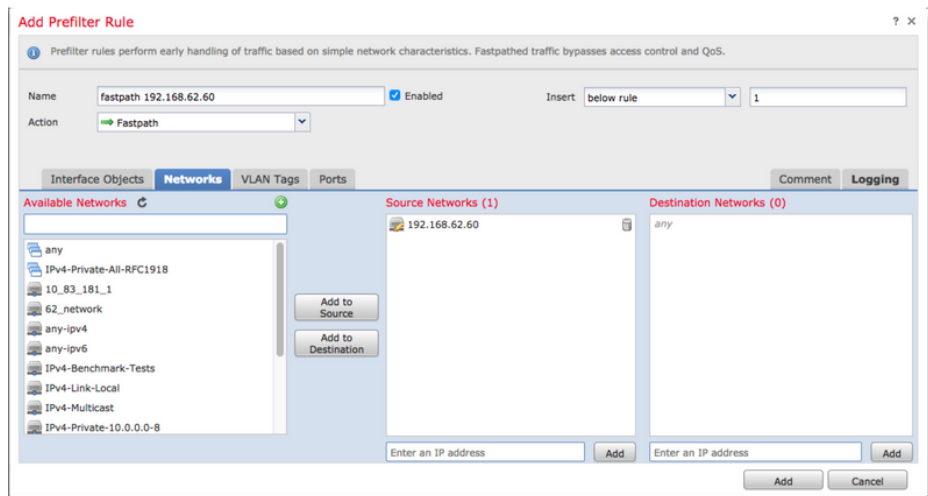 Add Prefilter Rule
? ×
Prefilter rules perform early handling of traffic based on simple network characteristics. Fastpathed traffic bypasses access control and QoS.
Name fastpath 192.168.62.60 Enabled Insert below rule 1
Action Fastpath
Interface Objects Networks VLAN Tags Ports Comment Logging
Available Networks Source Networks (1) Destination Networks (0)
192.168.62.60 any
any
IPv4-Private-All-RFC1918
10_83_181_1
62_network
any-ipv4
any-ipv6
IPv4-Benchmark-Tests
IPv4-Link-Local
IPv4-Multicast
IPv4-Private-10.0.0.0-8
Add to
Source
Add to
Destination
Enter an IP address Add Enter an IP address Add
Add Cancel